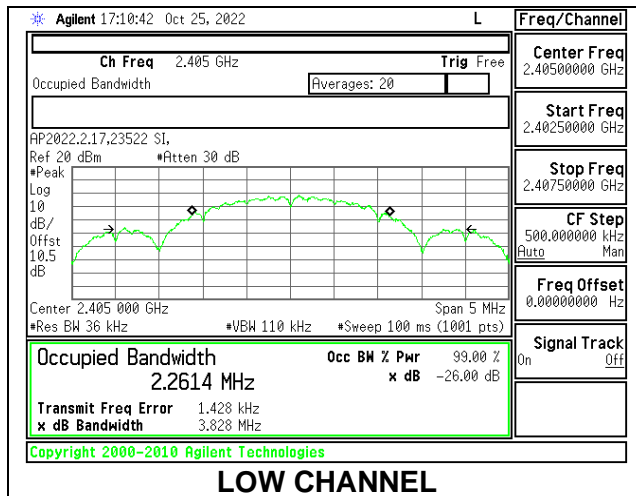 Agilent 17:10:42 Oct 25, 2022 L
Freq/Channel
Ch Freq 2.405 GHz Trig Free
Occupied Bandwidth Averages: 20
Center Freq
2.40500000 GHz
Start Freq
2.40250000 GHz
AP2022.2.17,23522 SI,
Ref 20 dBm #Atten 30 dB
#Peak
Log
10
dB/
Offst
10.5
dB
Stop Freq
2.40750000 GHz
CF Step
500.000000 kHz
Auto Man
Freq Offset
0.00000000 Hz
Center 2.405 000 GHz Span 5 MHz
#Res BW 36 kHz #VBW 110 kHz #Sweep 100 ms (1001 pts)
Signal Track
On Off
Occupied Bandwidth Occ BW % Pwr 99.00 %
2.2614 MHz x dB -26.00 dB
Transmit Freq Error 1.428 kHz
x dB Bandwidth 3.828 MHz
Copyright 2000-2010 Agilent Technologies
LOW CHANNEL